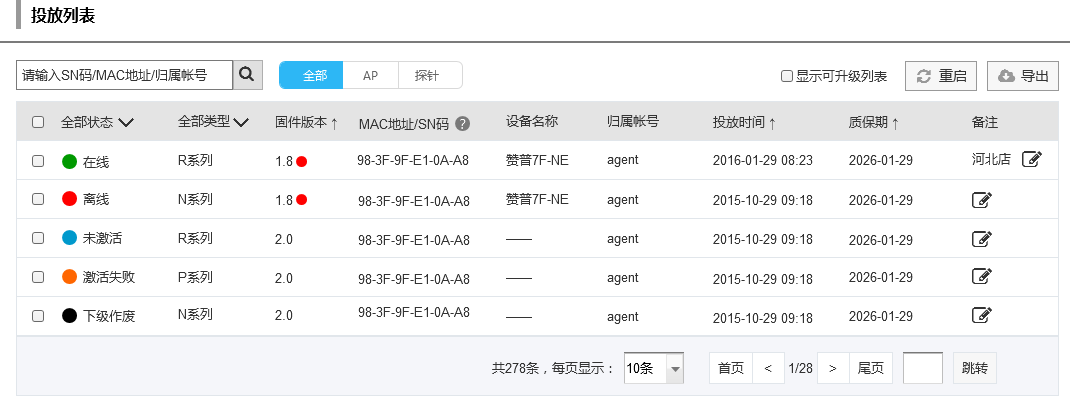 投放列表
请输入SN码/MAC地址/归属帐号 全部 AP 探针 显示可升级列表 重启 导出
全部状态 全部类型 固件版本↑ MAC地址/SN码 ? 设备名称 归属帐号 投放时间↑ 质保期↑ 备注
在线 R系列 1.8 98-3F-9F-E1-0A-A8 赞普7F-NE agent 2016-01-29 08:23 2026-01-29 河北店
离线 N系列 1.8 98-3F-9F-E1-0A-A8 赞普7F-NE agent 2015-10-29 09:18 2026-01-29
未激活 R系列 2.0 98-3F-9F-E1-0A-A8 —— agent 2015-10-29 09:18 2026-01-29
激活失败 P系列 2.0 98-3F-9F-E1-0A-A8 —— agent 2015-10-29 09:18 2026-01-29
下级作废 N系列 2.0 98-3F-9F-E1-0A-A8 —— agent 2015-10-29 09:18 2026-01-29
共278条，每页显示： 10条 首页 < 1/28 > 尾页 跳转